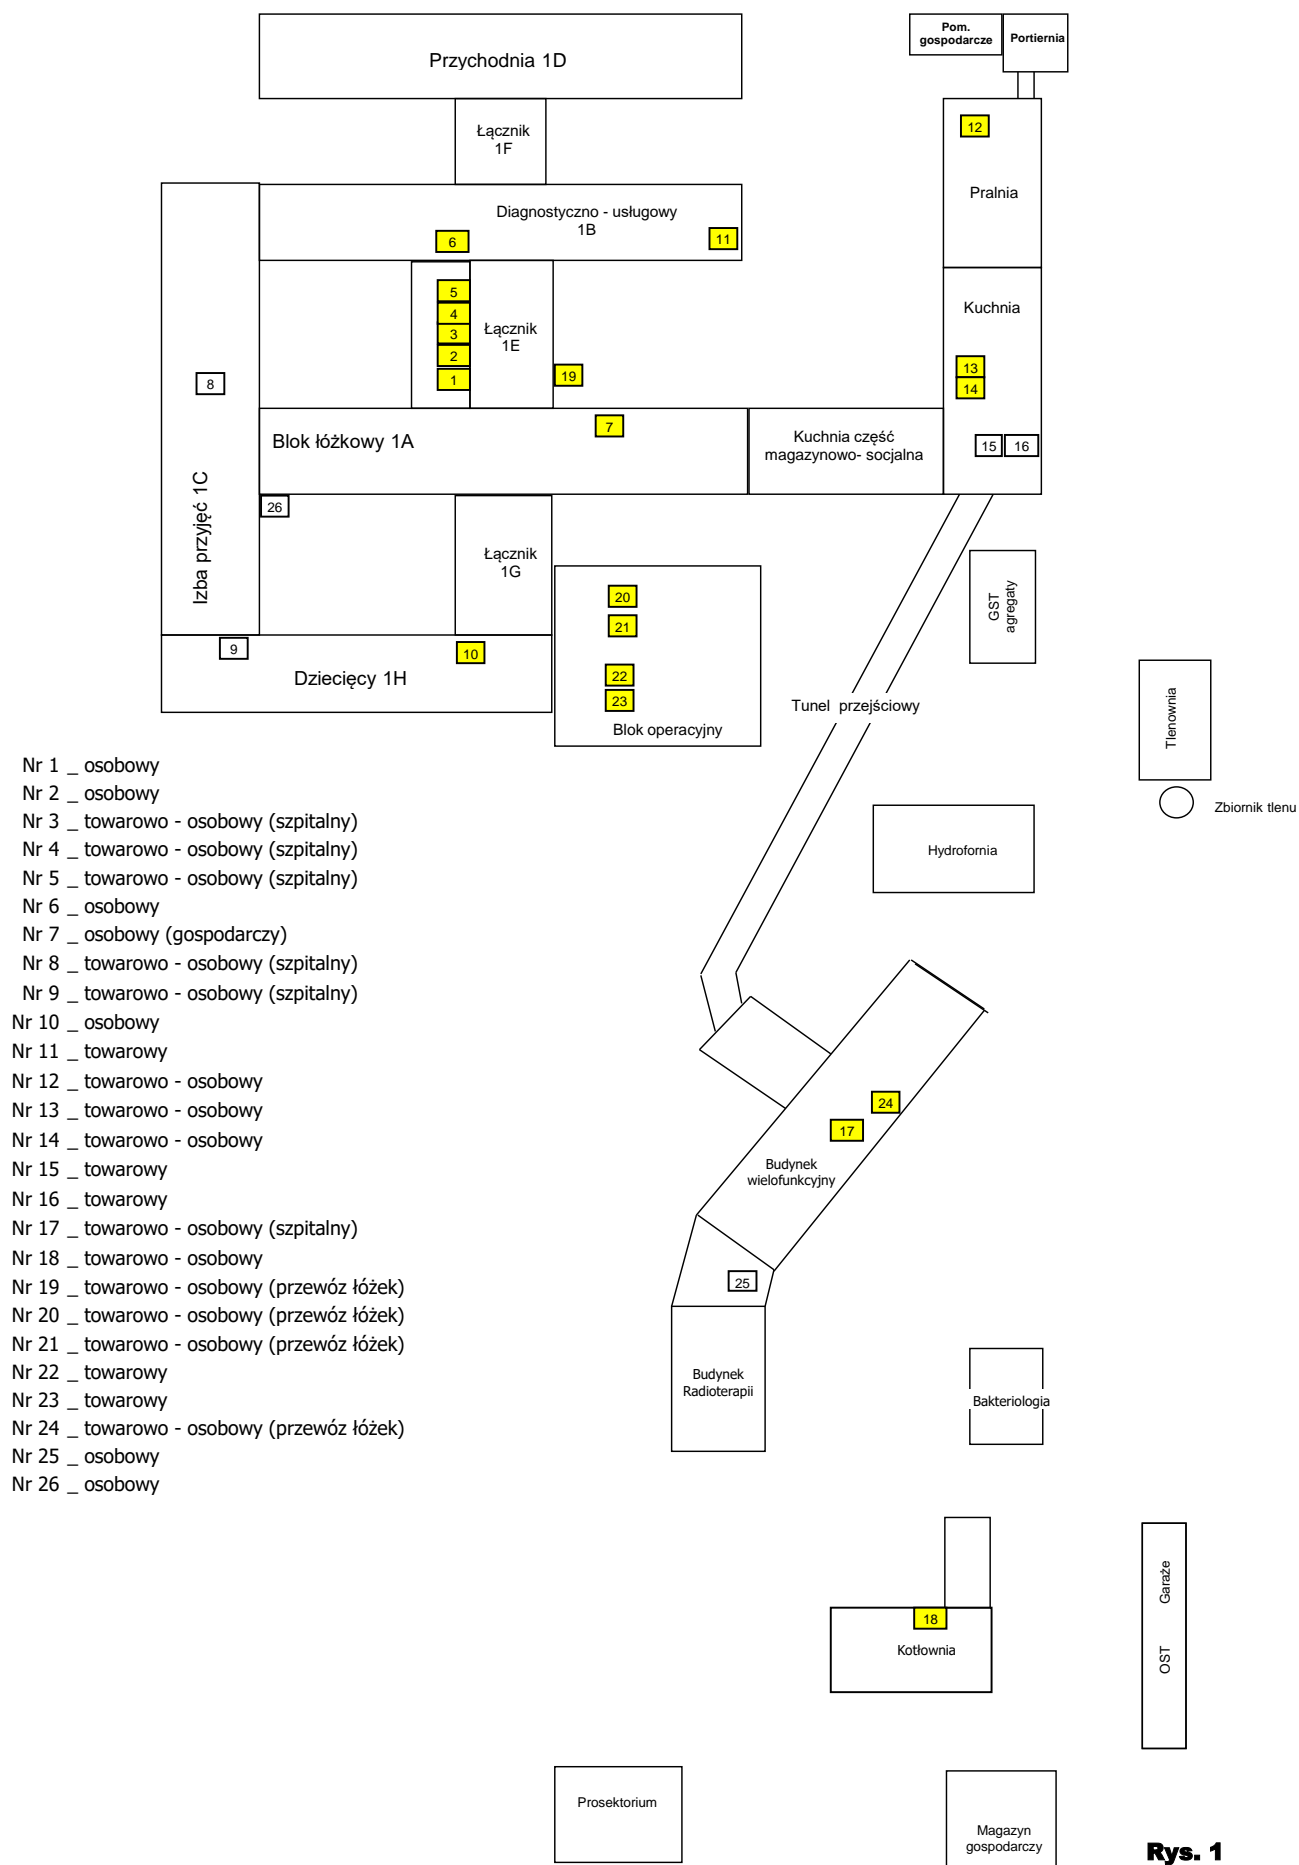 Przychodnia 1D
Pom.
gospodarcze
Portiernia
Łącznik
1F
12
Pralnia
Diagnostyczno - usługowy
1B
6
11
5
4
3
2
1
Łącznik
1E
19
Kuchnia
13
14
8
Izba przyjęć 1C
Blok łóżkowy 1A
7
Kuchnia część
magazynowo- socjalna
15
16
26
Łącznik
1G
20
21
22
23
Blok operacyjny
GST
agregaty
9
10
Dziecięcy 1H
Tunel przejściowy
Tlenownia
Zbiornik tlenu
Hydrofornia
Nr 1 _ osobowy
Nr 2 _ osobowy
Nr 3 _ towarowo - osobowy (szpitalny)
Nr 4 _ towarowo - osobowy (szpitalny)
Nr 5 _ towarowo - osobowy (szpitalny)
Nr 6 _ osobowy
Nr 7 _ osobowy (gospodarczy)
Nr 8 _ towarowo - osobowy (szpitalny)
Nr 9 _ towarowo - osobowy (szpitalny)
Nr 10 _ osobowy
Nr 11 _ towarowy
Nr 12 _ towarowo - osobowy
Nr 13 _ towarowo - osobowy
Nr 14 _ towarowo - osobowy
Nr 15 _ towarowy
Nr 16 _ towarowy
Nr 17 _ towarowo - osobowy (szpitalny)
Nr 18 _ towarowo - osobowy
Nr 19 _ towarowo - osobowy (przewóz łóżek)
Nr 20 _ towarowo - osobowy (przewóz łóżek)
Nr 21 _ towarowo - osobowy (przewóz łóżek)
Nr 22 _ towarowy
Nr 23 _ towarowy
Nr 24 _ towarowo - osobowy (przewóz łóżek)
Nr 25 _ osobowy
Nr 26 _ osobowy
24
17
Budynek
wielofunkcyjny
25
Budynek
Radioterapii
Bakteriologia
18
Kotłownia
Garaże
OST
Prosektorium
Magazyn
gospodarczy
Rys. 1